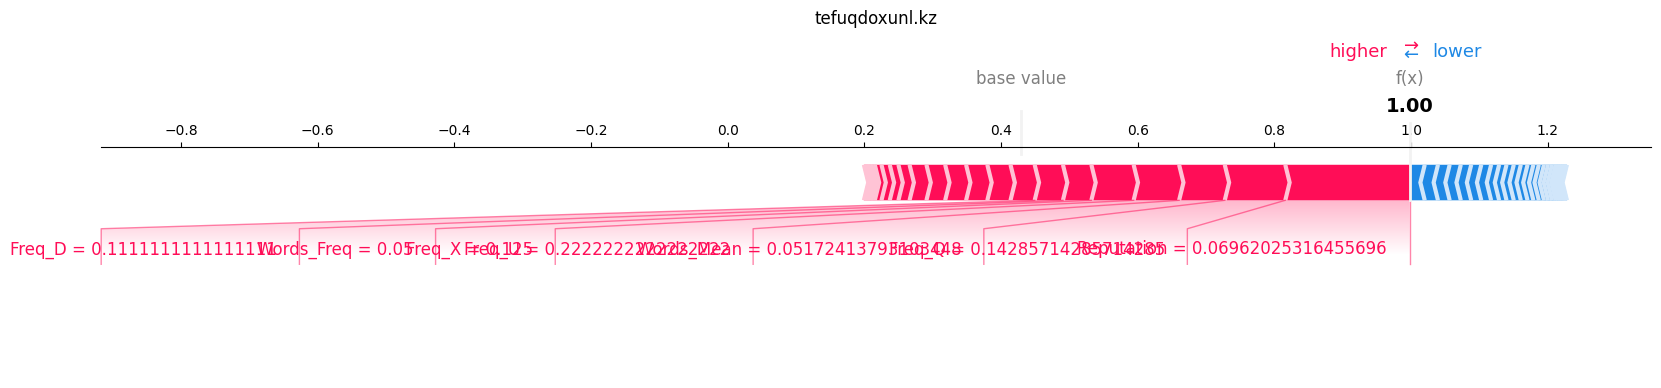 tefuqdoxunl.kz
higher ⇄ lower
base value
f(x)
1.00
−0.8 −0.6 −0.4 −0.2 0.0 0.2 0.4 0.6 0.8 1.0 1.2
Freq_D = 0.1111111111111111 Words_Freq = 0.05 Freq_X = 0.125 Freq_U = 0.2222222222222222 Words_Mean = 0.05172413793103448 Freq_Q = 0.14285714285714285 Reputation = 0.06962025316455696